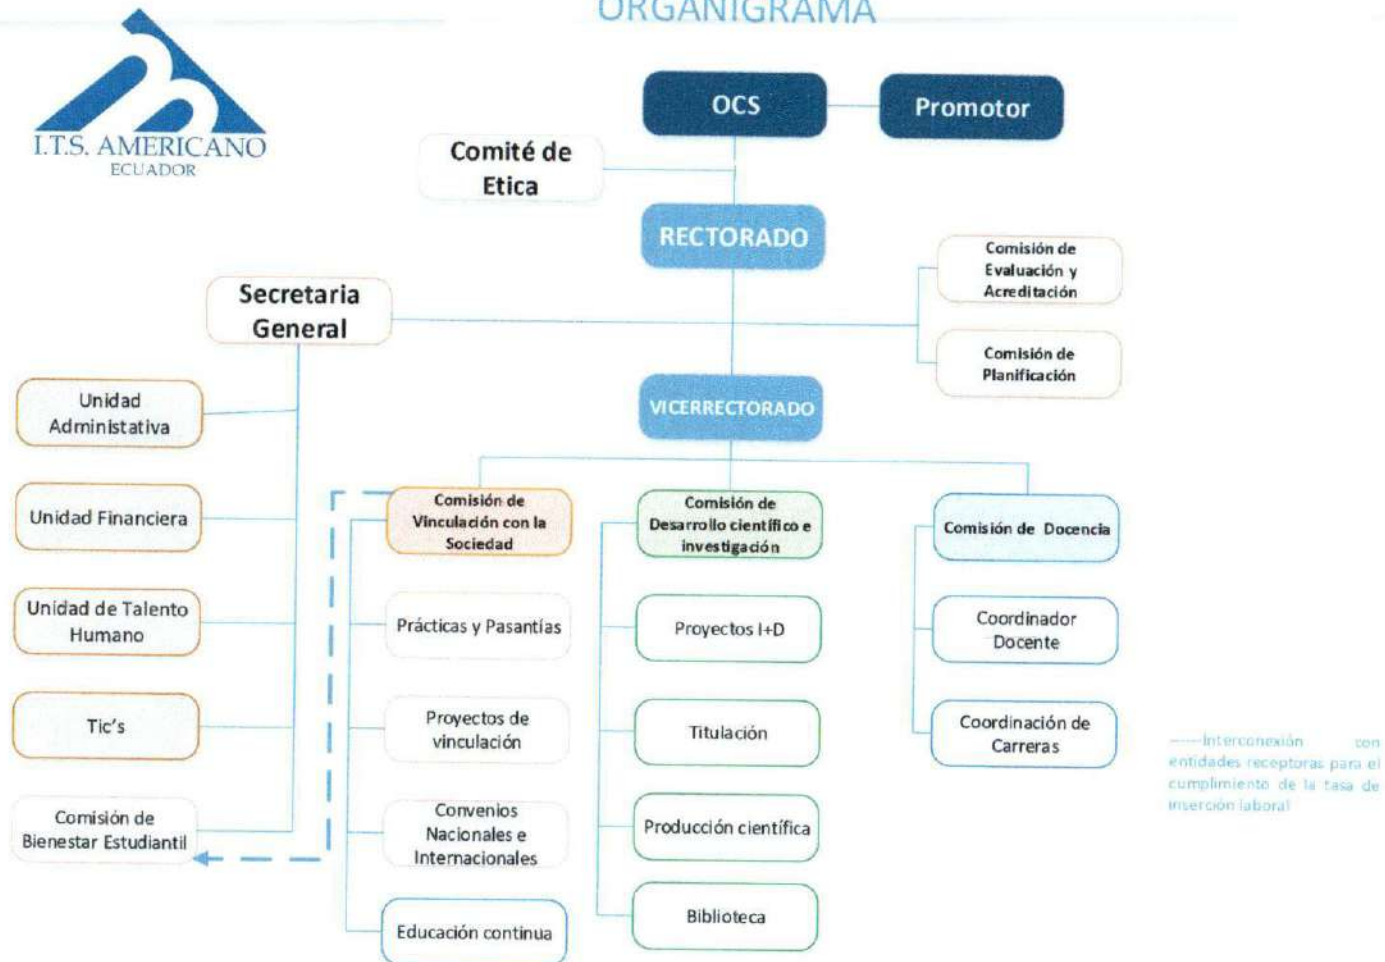 ORGANIGRAMA
I.T.S. AMERICANO
ECUADOR
OCS
Promotor
Comité de
Etica
RECTORADO
Comisión de
Evaluación y
Acreditación
Secretaria
General
Comisión de
Planificación
VICERRECTORADO
Unidad
Administativa
Unidad Financiera
Unidad de Talento
Humano
Tic's
Comisión de
Bienestar Estudiantil
Comisión de
Vinculación con la
Sociedad
Prácticas y Pasantías
Proyectos de
vinculación
Convenios
Nacionales e
Internacionales
Educación continua
Comisión de
Desarrollo científico e
investigación
Proyectos I+D
Titulación
Producción científica
Biblioteca
Comisión de Docencia
Coordinador
Docente
Coordinación de
Carreras
------Interconexión con
entidades receptoras para el
cumplimiento de la tasa de
inserción laboral